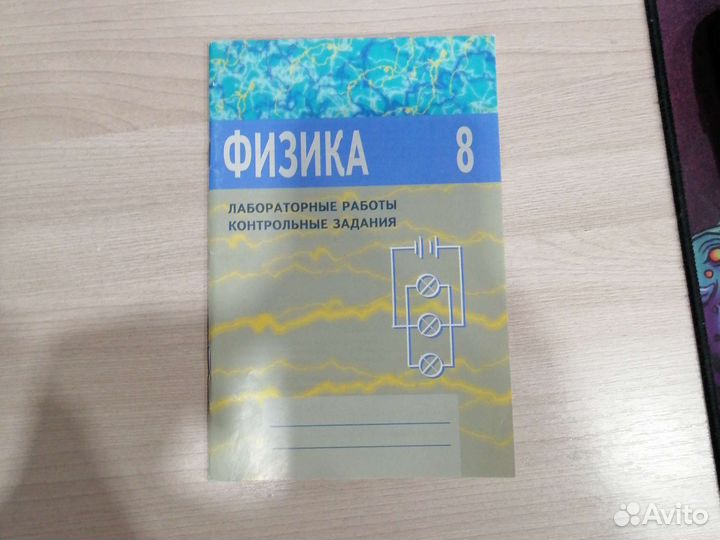 ФИЗИКА 8
ЛАБОРАТОРНЫЕ РАБОТЫ
КОНТРОЛЬНЫЕ ЗАДАНИЯ
Avito